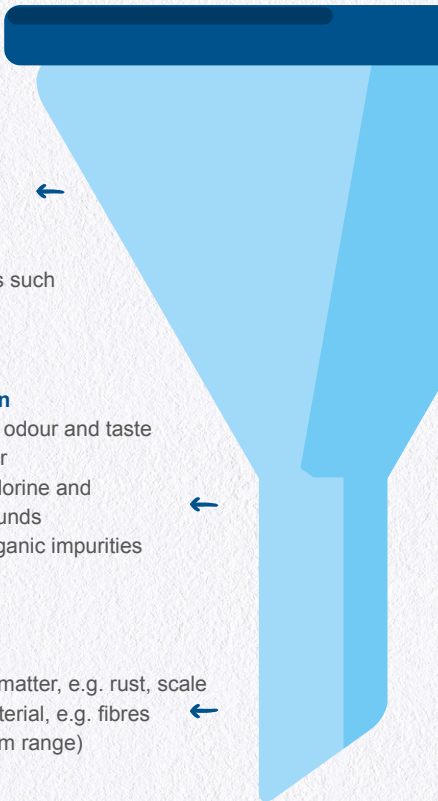 s such
n
odour and taste
r
lorine and
unds
ganic impurities
matter, e.g. rust, scale
terial, e.g. fibres
m range)